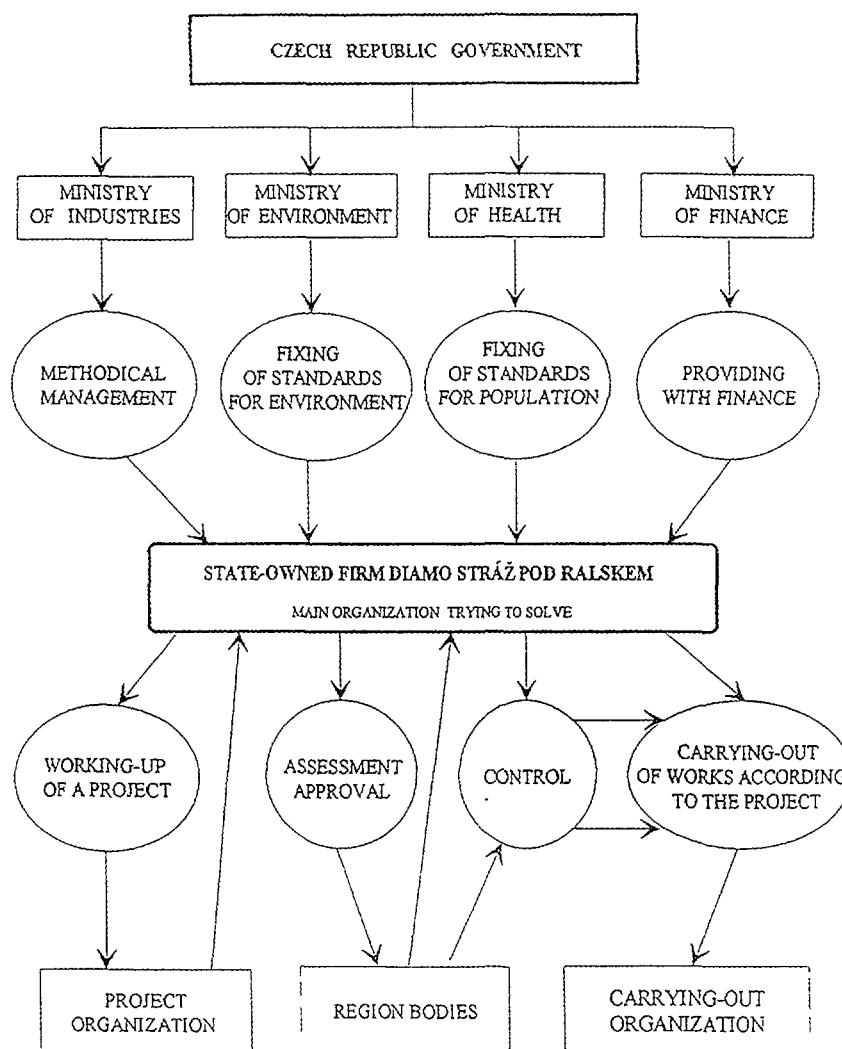 CZECH REPUBLIC GOVERNMENT
MINISTRY
OF INDUSTRIES
MINISTRY
OF ENVIRONMENT
MINISTRY
OF HEALTH
MINISTRY
OF FINANCE
METHODICAL
MANAGEMENT
FIXING
OF STANDARDS
FOR ENVIRONMENT
FIXING
OF STANDARDS
FOR POPULATION
PROVIDING
WITH FINANCE
STATE-OWNED FIRM DIAMO STRÁŽ POD RALSKEM
MAIN ORGANIZATION TRYING TO SOLVE
WORKING-UP
OF A PROJECT
ASSESSMENT
APPROVAL
CONTROL
CARRYING-OUT
OF WORKS ACCORDING
TO THE PROJECT
PROJECT
ORGANIZATION
REGION BODIES
CARRYING-OUT
ORGANIZATION